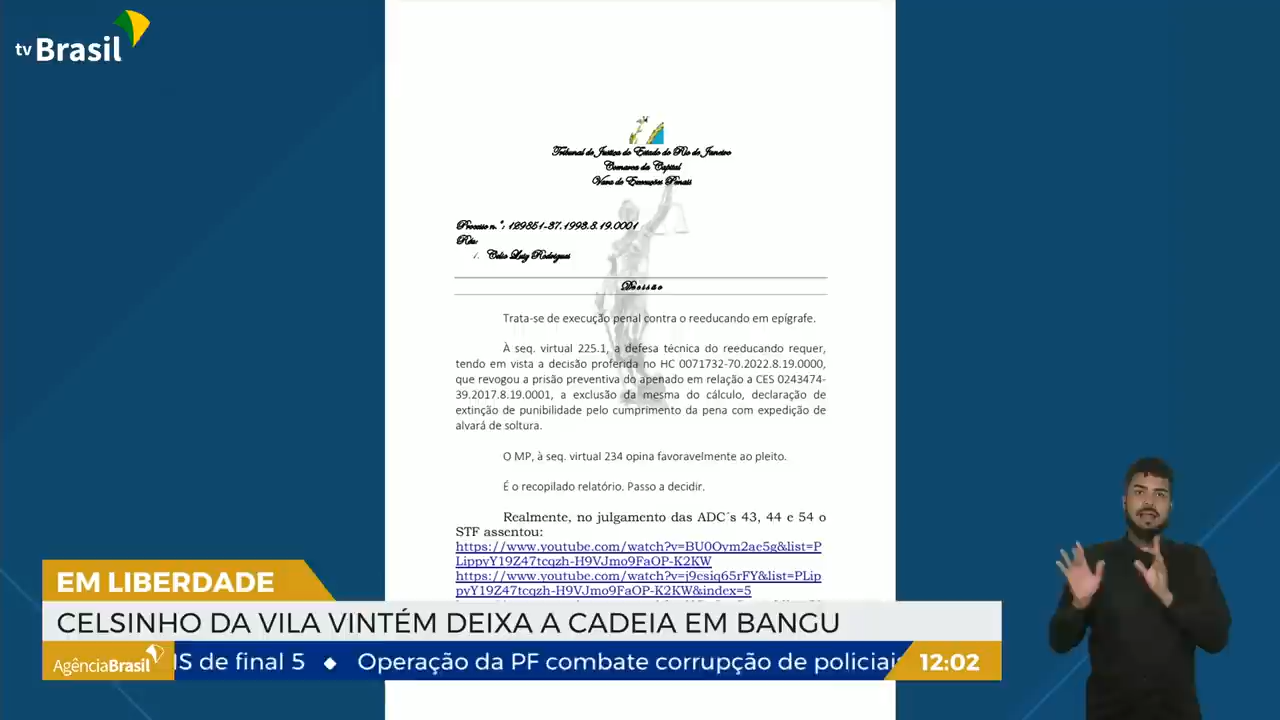 tv Brasil
Tribunal de Justiça do Estado do Rio de Janeiro
Comarca da Capital
Vara de Execuções Penais
Processo n.º: 129851-37.1998.8.19.0001
Réu:
1. Celso Luiz Rodrigues
Decisão
Trata-se de execução penal contra o reeducando em epígrafe.
À seq. virtual 225.1, a defesa técnica do reeducando requer,
tendo em vista a decisão proferida no HC 0071732-70.2022.8.19.0000,
que revogou a prisão preventiva do apenado em relação a CES 0243474-
39.2017.8.19.0001, a exclusão da mesma do cálculo, declaração de
extinção de punibilidade pelo cumprimento da pena com expedição de
alvará de soltura.
O MP, à seq. virtual 234 opina favoravelmente ao pleito.
É o recopilado relatório. Passo a decidir.
Realmente, no julgamento das ADC´s 43, 44 e 54 o
STF assentou:
https://www.youtube.com/watch?v=BU0Oym2ae5g&list=P
LippyY19Z47tcqzh-H9VJmo9FaOP-K2KW
https://www.youtube.com/watch?v=j9csiq65rFY&list=PLip
pyY19Z47tcqzh-H9VJmo9FaOP-K2KW&index=5
EM LIBERDADE
CELSINHO DA VILA VINTÉM DEIXA A CADEIA EM BANGU
AgênciaBrasil IS de final 5 ◆ Operação da PF combate corrupção de policiais 12:02